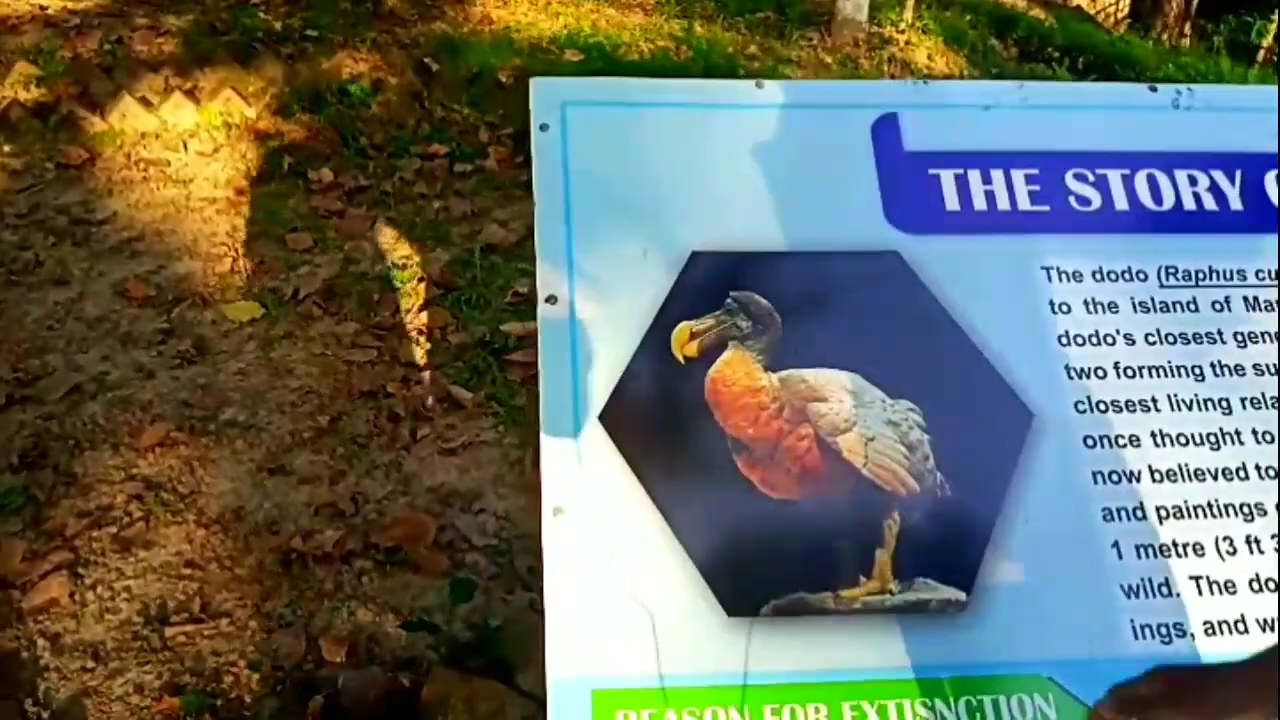 THE STORY
The dodo (Raphus cu
to the island of Ma
dodo's closest gen
two forming the su
closest living rela
once thought to
now believed to
and paintings
1 metre (3 ft
wild. The do
ings, and w
REASON FOR EXTISNCTION